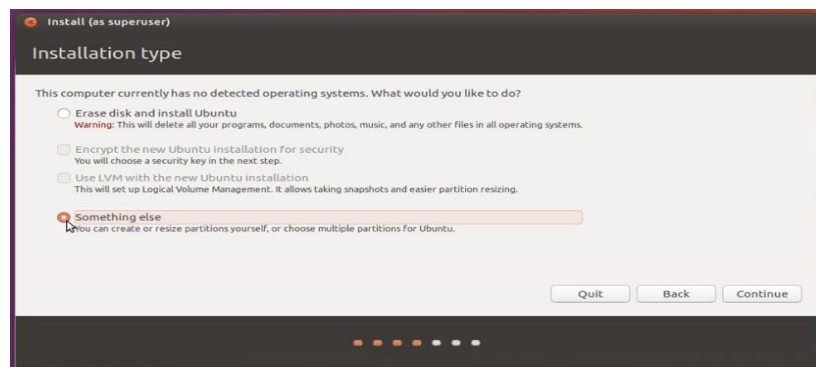 Install (as superuser)
Installation type
This computer currently has no detected operating systems. What would you like to do?
Erase disk and install Ubuntu
Warning: This will delete all your programs, documents, photos, music, and any other files in all operating systems.
Encrypt the new Ubuntu installation for security
You will choose a security key in the next step.
Use LVM with the new Ubuntu installation
This will set up Logical Volume Management. It allows taking snapshots and easier partition resizing.
Something else
You can create or resize partitions yourself, or choose multiple partitions for Ubuntu.
Quit Back Continue